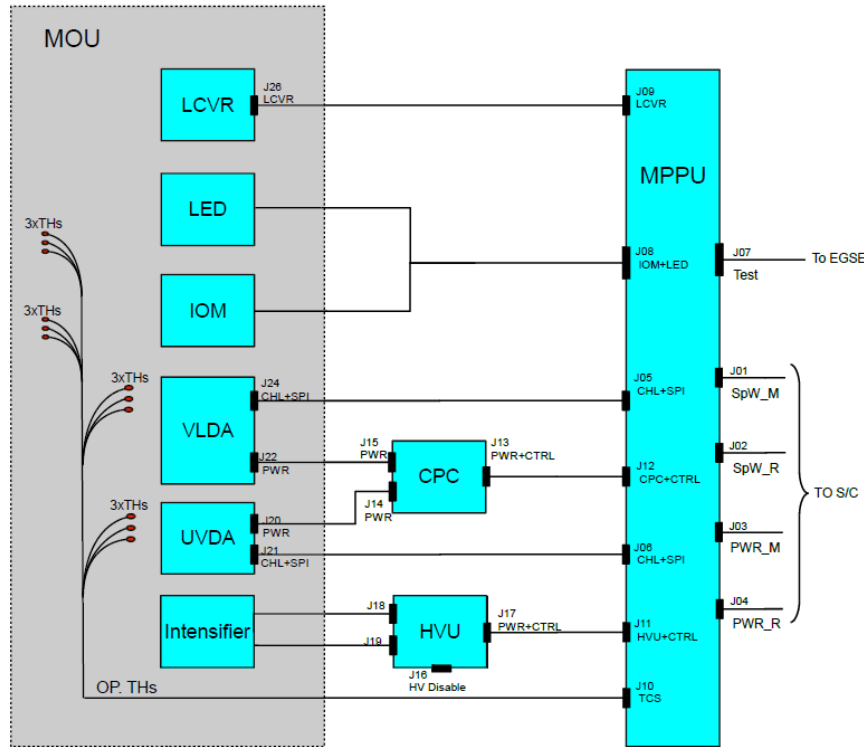 MOU
LCVR
J26
LCVR
J09
LCVR
MPPU
LED
3xTHs
J08
IOM+LED
J07
Test
To EGSE
IOM
3xTHs
3xTHs
VLDA
J24
CHL+SPI
J22
PWR
J05
CHL+SPI
J01
SpW_M
J15
PWR
CPC
J13
PWR+CTRL
J14
PWR
J12
CPC+CTRL
J02
SpW_R
TO S/C
3xTHs
UVDA
J20
PWR
J21
CHL+SPI
J06
CHL+SPI
J03
PWR_M
Intensifier
J18
J19
HVU
J17
PWR+CTRL
J16
HV Disable
J11
HVU+CTRL
J04
PWR_R
OP. THs
J10
TCS